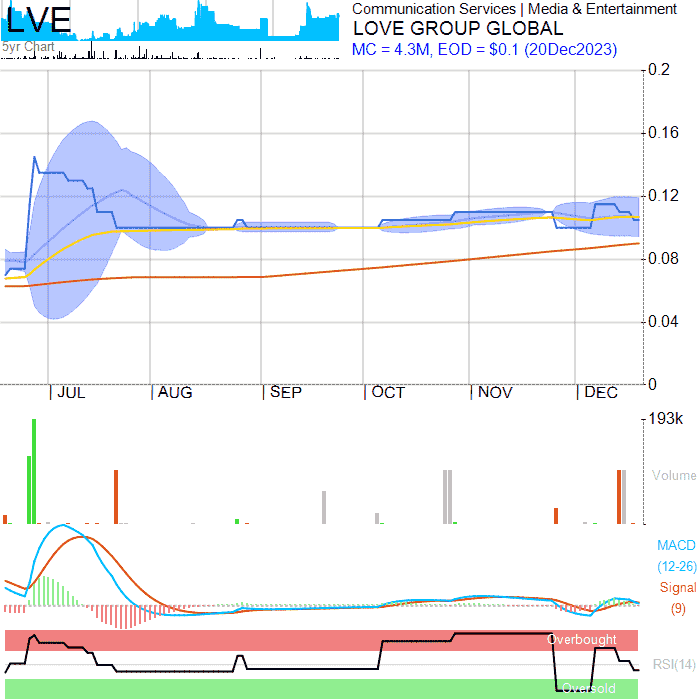 LVE
5yr Chart
Communication Services | Media & Entertainment
LOVE GROUP GLOBAL
MC = 4.3M, EOD = $0.1 (20Dec2023)
0.2
0.16
0.12
0.08
0.04
0
JUL AUG SEP OCT NOV DEC
193k
Volume
MACD
(12-26)
Signal
(9)
Overbought
RSI(14)
Oversold